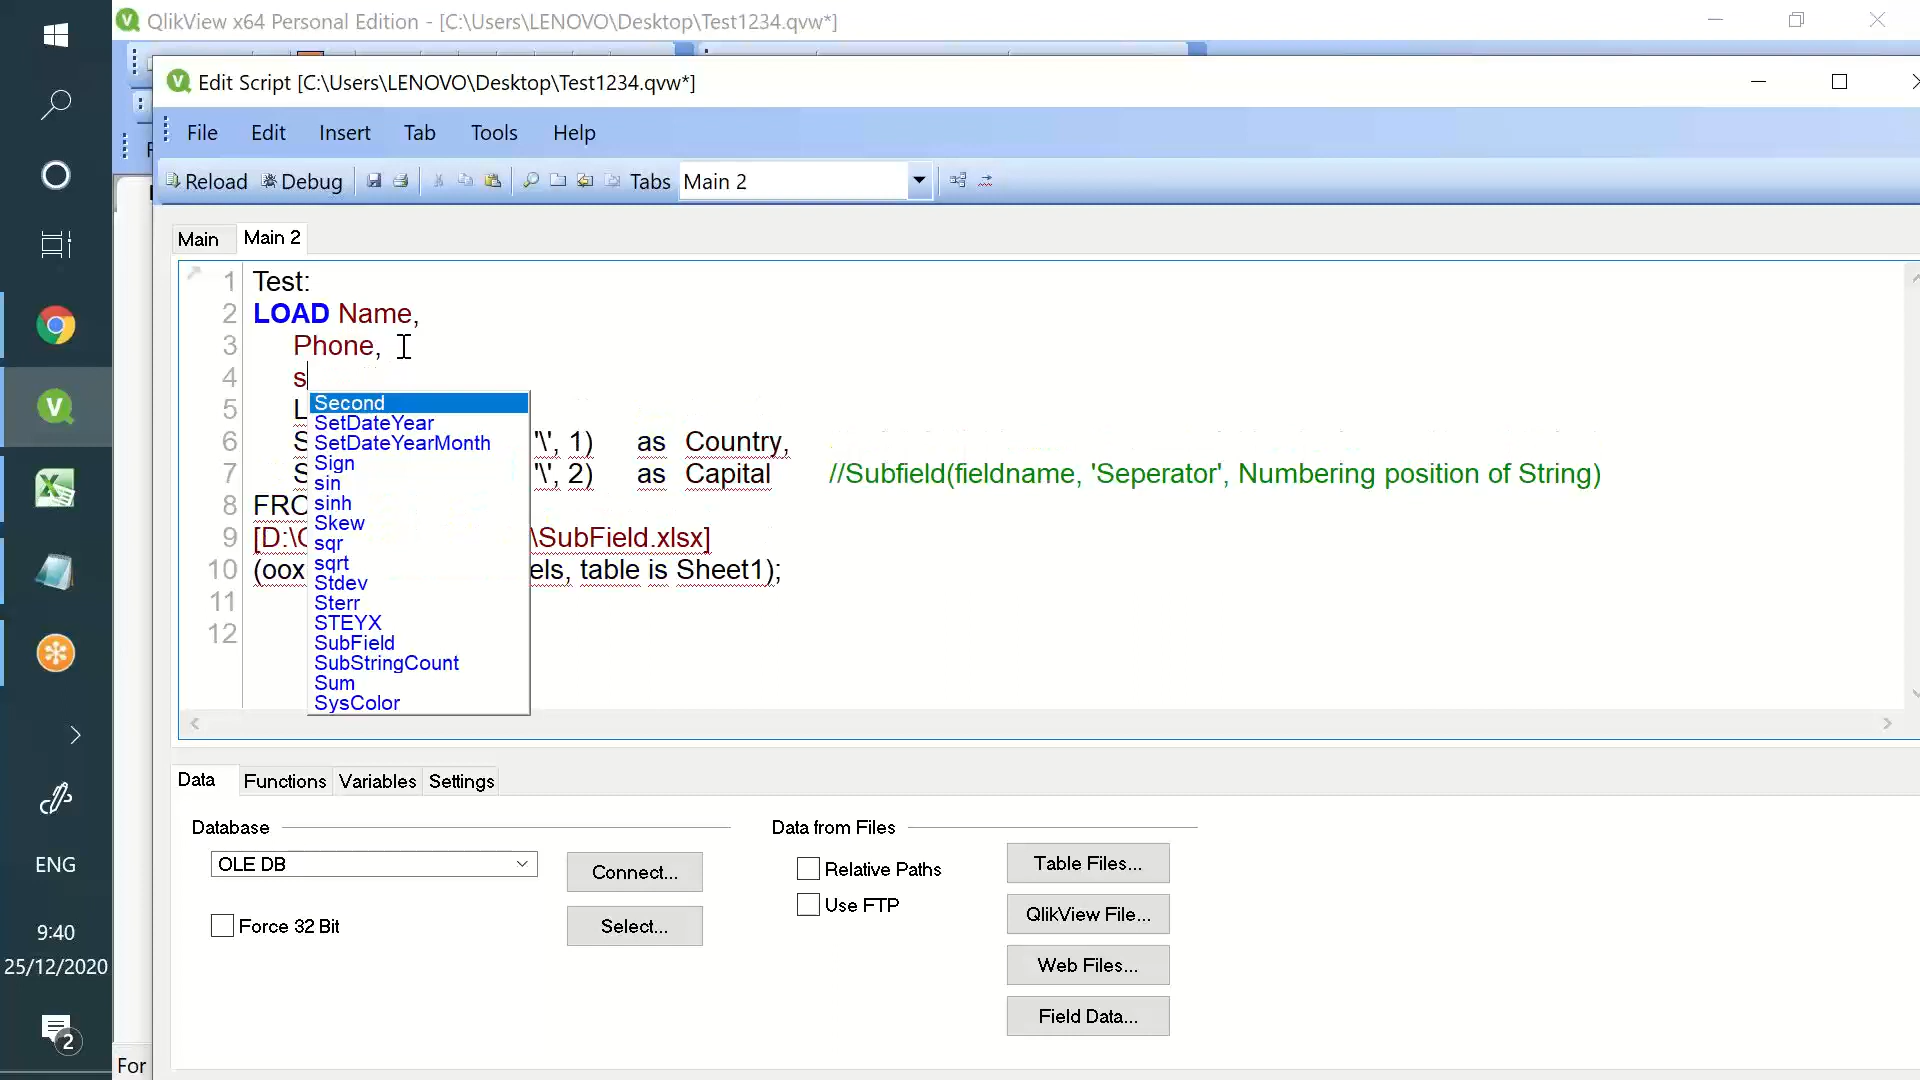 QlikView x64 Personal Edition - [C:\Users\LENOVO\Desktop\Test1234.qvw*]
Edit Script [C:\Users\LENOVO\Desktop\Test1234.qvw*]
File Edit Insert Tab Tools Help
Reload Debug Tabs Main 2
Main Main 2
1 Test:
2 LOAD Name,
3 Phone,
4 s
5 L
6 S '\', 1) as Country,
7 S '\', 2) as Capital //Subfield(fieldname, 'Seperator', Numbering position of String)
8 FRO
9 [D:\ \SubField.xlsx]
10 (oox els, table is Sheet1);
11
12
Second
SetDateYear
SetDateYearMonth
Sign
sin
sinh
Skew
sqr
sqrt
Stdev
Sterr
STEYX
SubField
SubStringCount
Sum
SysColor
Data Functions Variables Settings
Database
OLE DB
Connect...
Force 32 Bit
Select...
Data from Files
Relative Paths
Use FTP
Table Files...
QlikView File...
Web Files...
Field Data...
For
ENG
9:40
25/12/2020
2